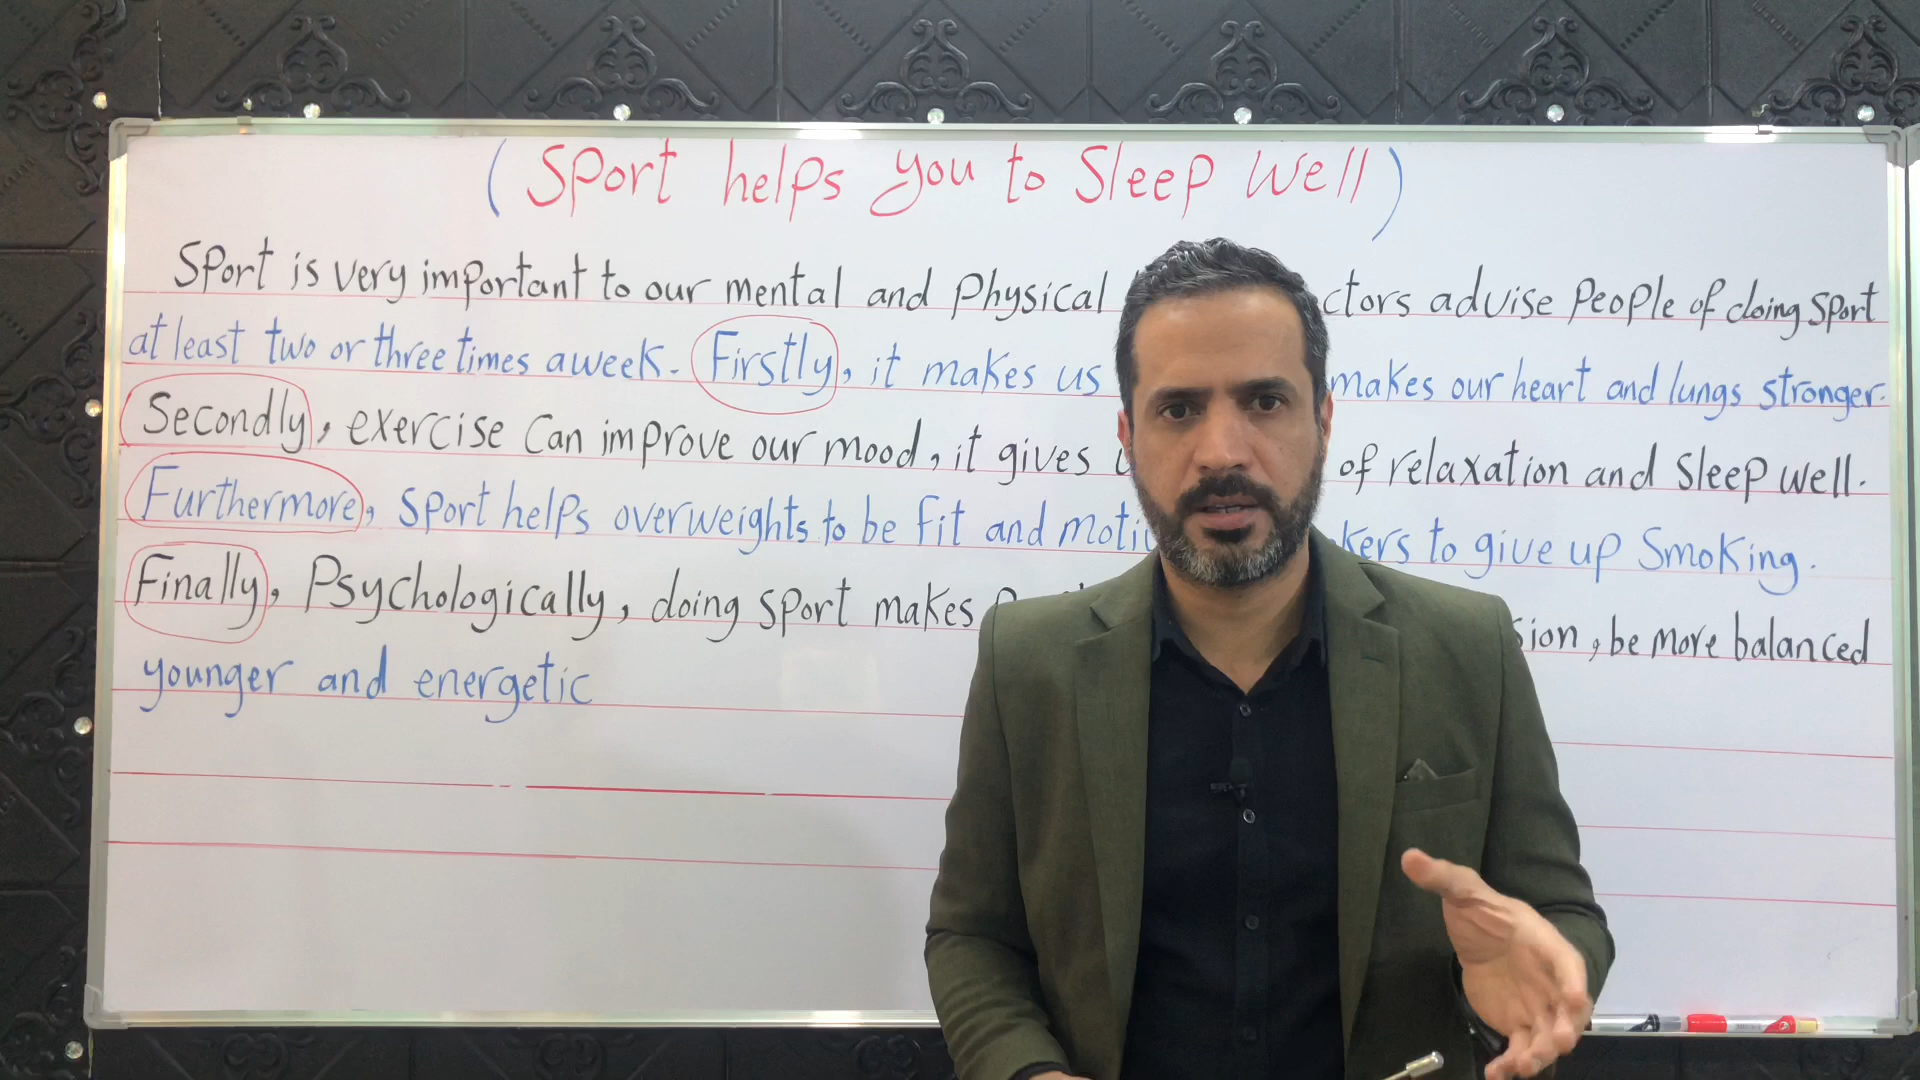 (Sport helps you to Sleep well)
Sport is very important to our mental and Physical ctors advise People of doing sport
at least two or three times a week. Firstly, it makes us makes our heart and lungs stronger.
Secondly, exercise can improve our mood, it gives of relaxation and sleep well.
Furthermore, sport helps overweights to be fit and moti kers to give up smoking.
Finally, Psychologically, doing sport makes sion, be more balanced
younger and energetic